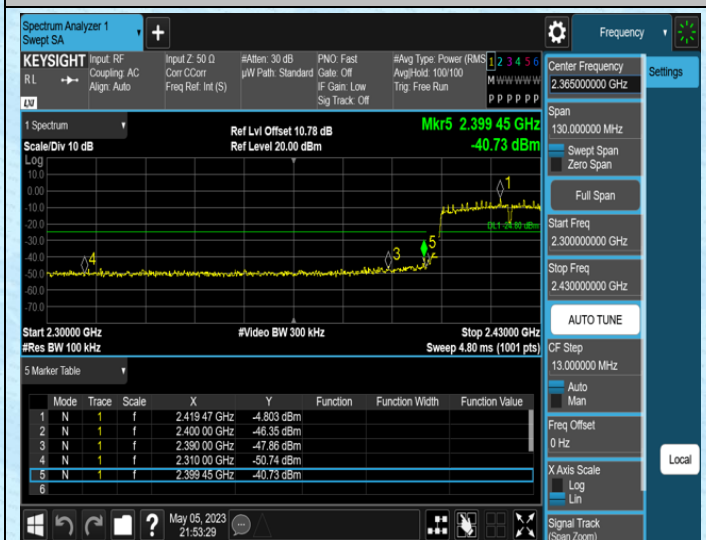 Spectrum Analyzer 1
Swept SA
+
Frequency
KEYSIGHT
R L
LXI
Input: RF
Coupling: AC
Align: Auto
Input Z: 50 Ω
Corr CCorr
Freq Ref: Int (S)
#Atten: 30 dB
µW Path: Standard
PNO: Fast
Gate: Off
IF Gain: Low
Sig Track: Off
#Avg Type: Power (RMS
Avg|Hold: 100/100
Trig: Free Run
1 2 3 4 5 6
M W W W W W
P P P P P P
1 Spectrum
Scale/Div 10 dB
Ref Lvl Offset 10.78 dB
Ref Level 20.00 dBm
Mkr5 2.399 45 GHz
-40.73 dBm
Log
10.0
0.00
-10.0
-20.0
-30.0
-40.0
-50.0
-60.0
-70.0
1
DL1 -24.80 dBm
5
3
4
Start 2.30000 GHz
#Res BW 100 kHz
#Video BW 300 kHz
Stop 2.43000 GHz
Sweep 4.80 ms (1001 pts)
5 Marker Table
Mode Trace Scale X Y Function Function Width Function Value
1 N 1 f 2.419 47 GHz -4.803 dBm
2 N 1 f 2.400 00 GHz -46.35 dBm
3 N 1 f 2.390 00 GHz -47.86 dBm
4 N 1 f 2.310 00 GHz -50.74 dBm
5 N 1 f 2.399 45 GHz -40.73 dBm
6
May 05, 2023
21:53:29
?
Center Frequency
2.365000000 GHz
Settings
Span
130.000000 MHz
Swept Span
Zero Span
Full Span
Start Freq
2.300000000 GHz
Stop Freq
2.430000000 GHz
AUTO TUNE
CF Step
13.000000 MHz
Auto
Man
Freq Offset
0 Hz
Local
X Axis Scale
Log
Lin
Signal Track
(Span Zoom)